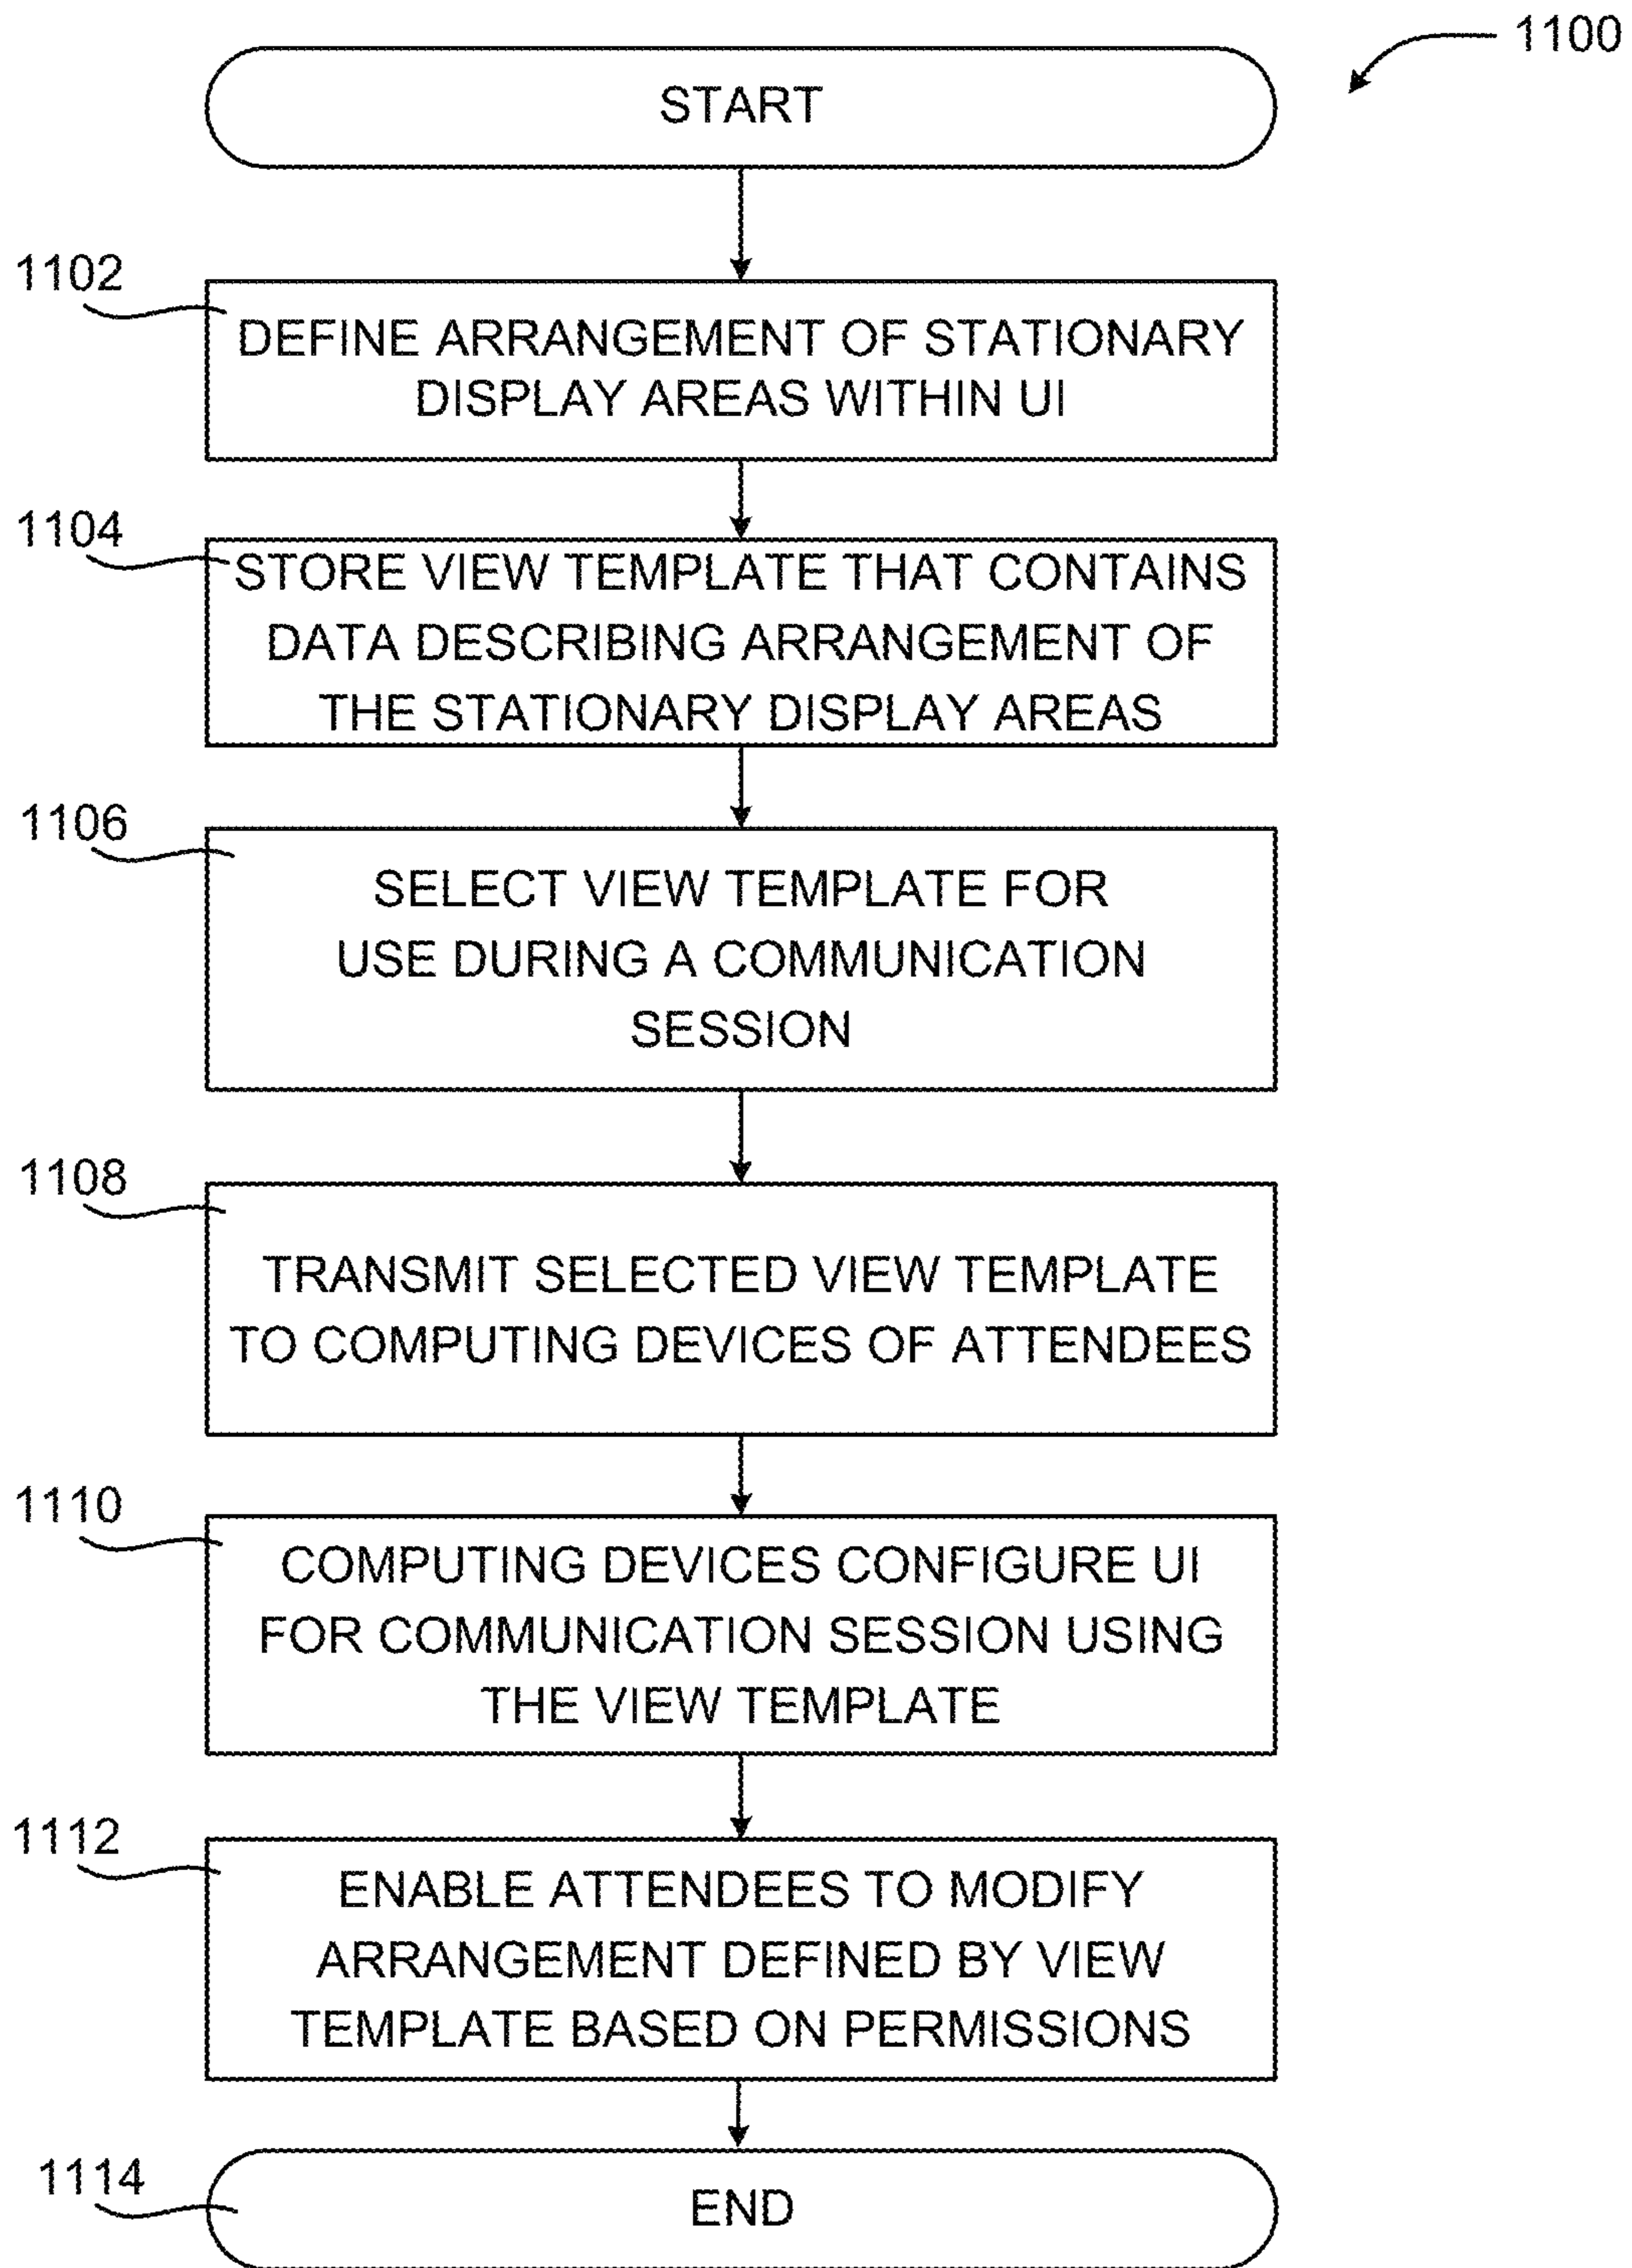 1100
START
1102
DEFINE ARRANGEMENT OF STATIONARY
DISPLAY AREAS WITHIN UI
1104
STORE VIEW TEMPLATE THAT CONTAINS
DATA DESCRIBING ARRANGEMENT OF
THE STATIONARY DISPLAY AREAS
1106
SELECT VIEW TEMPLATE FOR
USE DURING A COMMUNICATION
SESSION
1108
TRANSMIT SELECTED VIEW TEMPLATE
TO COMPUTING DEVICES OF ATTENDEES
1110
COMPUTING DEVICES CONFIGURE UI
FOR COMMUNICATION SESSION USING
THE VIEW TEMPLATE
1112
ENABLE ATTENDEES TO MODIFY
ARRANGEMENT DEFINED BY VIEW
TEMPLATE BASED ON PERMISSIONS
1114
END